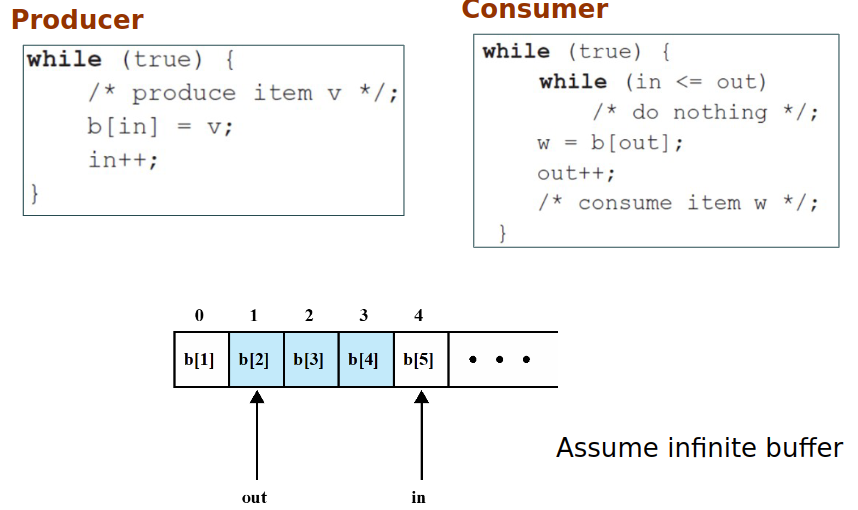 Producer
while (true) {
/* produce item v */;
b[in] = v;
in++;
}
Consumer
while (true) {
while (in <= out)
/* do nothing */;
w = b[out];
out++;
/* consume item w */;
}
0 1 2 3 4
b[1] b[2] b[3] b[4] b[5] • • •
out in
Assume infinite buffer